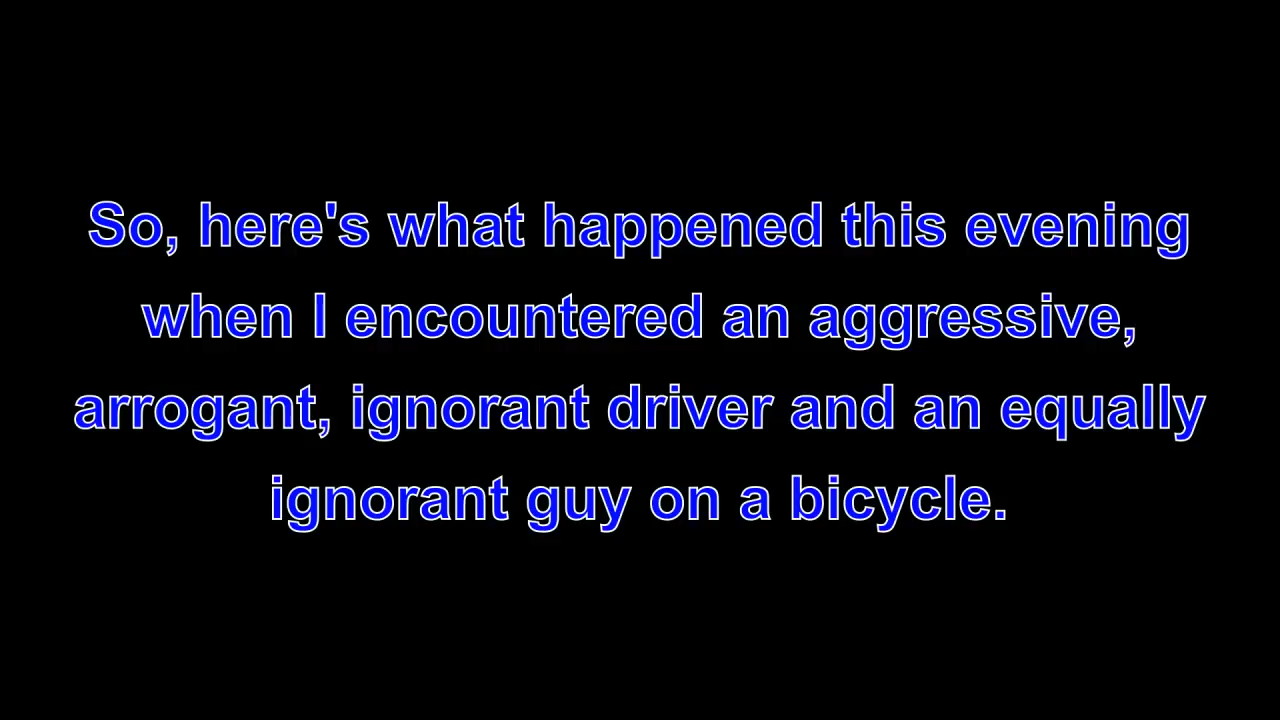 So, here's what happened this evening
when I encountered an aggressive,
arrogant, ignorant driver and an equally
ignorant guy on a bicycle.